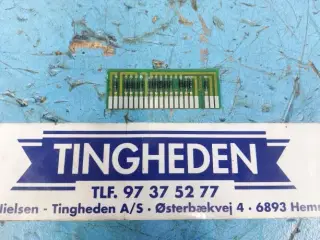 TINGHEDEN
TLF. 97 37 52 77
Nielsen - Tingheden A/S · Østerbækvej 4 · 6893 Hemm